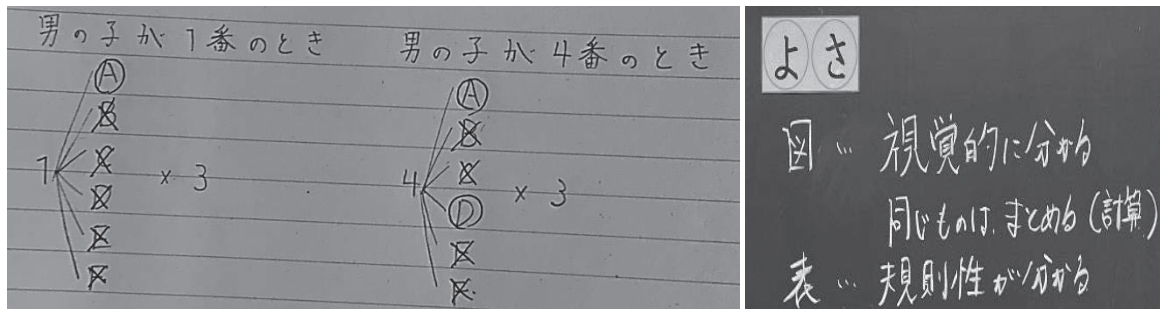 男の子が1番のとき
A
B
C
1
D
× 3
E
F
男の子が4番のとき
A
B
C
4
D
× 3
E
F
よさ
図… 視覚的に分かる
同じものは、まとめる(計算)
表… 規則性が分かる